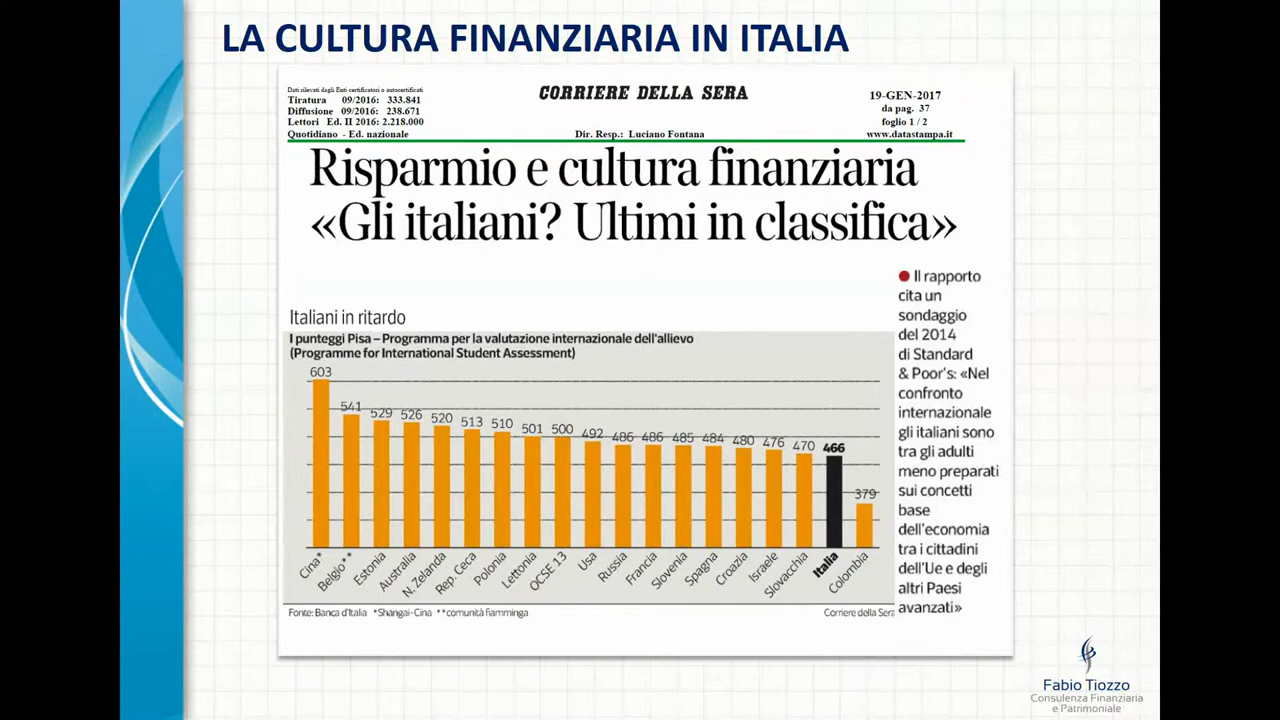 LA CULTURA FINANZIARIA IN ITALIA
Dati rilevati dagli Enti certificatori o autocertificati
Tiratura 09/2016: 333.841
Diffusione 09/2016: 238.671
Lettori Ed. II 2016: 2.218.000
Quotidiano - Ed. nazionale
CORRIERE DELLA SERA
Dir. Resp.: Luciano Fontana
19-GEN-2017
da pag. 37
foglio 1 / 2
www.datastampa.it
Risparmio e cultura finanziaria
«Gli italiani? Ultimi in classifica»
Italiani in ritardo
I punteggi Pisa – Programma per la valutazione internazionale dell'allievo
(Programme for International Student Assessment)
603 541 529 526 520 513 510 501 500 492 486 486 485 484 480 476 470 466 379
Cina* Belgio** Estonia Australia N. Zelanda Rep. Ceca Polonia Lettonia OCSE 13 Usa Russia Francia Slovenia Spagna Croazia Israele Slovacchia Italia Colombia
Fonte: Banca d'Italia *Shangai-Cina **comunità fiamminga
Corriere della Sera
● Il rapporto
cita un
sondaggio
del 2014
di Standard
& Poor's: «Nel
confronto
internazionale
gli italiani sono
tra gli adulti
meno preparati
sui concetti
base
dell'economia
tra i cittadini
dell'Ue e degli
altri Paesi
avanzati»
Fabio Tiozzo
Consulenza Finanziaria
e Patrimoniale